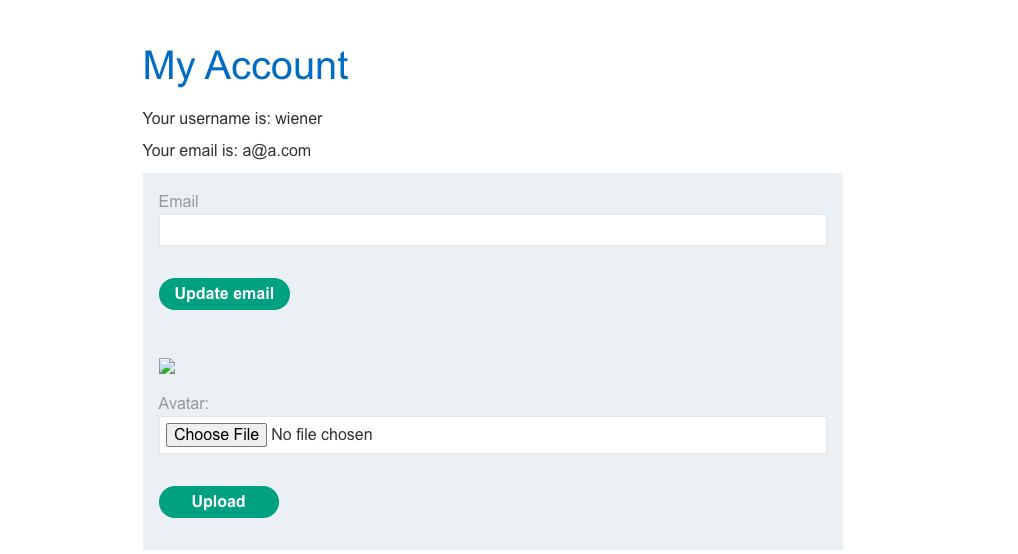 My Account
Your username is: wiener
Your email is: a@a.com
Email
Update email
Avatar:
Choose File No file chosen
Upload